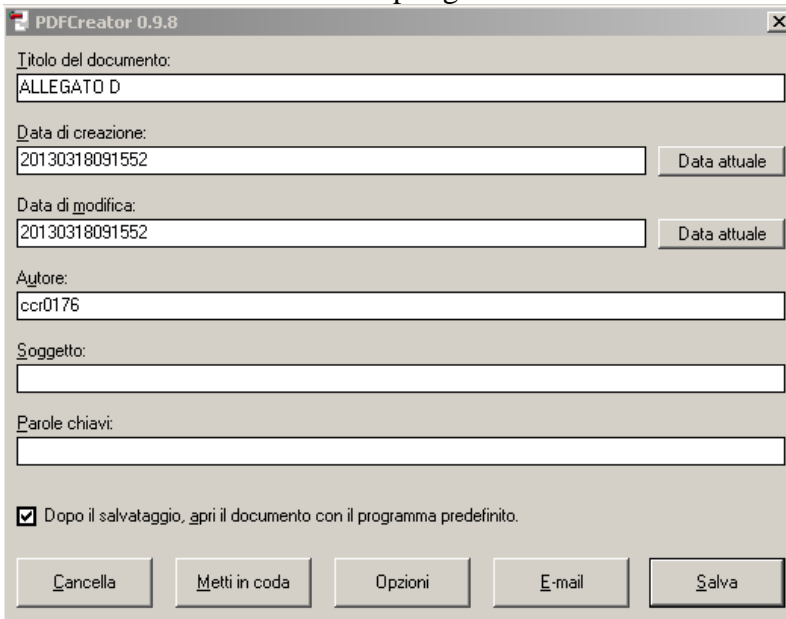 PDFCreator 0.9.8
Titolo del documento:
ALLEGATO D
Data di creazione:
20130318091552
Data attuale
Data di modifica:
20130318091552
Data attuale
Autore:
ccr0176
Soggetto:
Parole chiavi:
Dopo il salvataggio, apri il documento con il programma predefinito.
Cancella Metti in coda Opzioni E-mail Salva